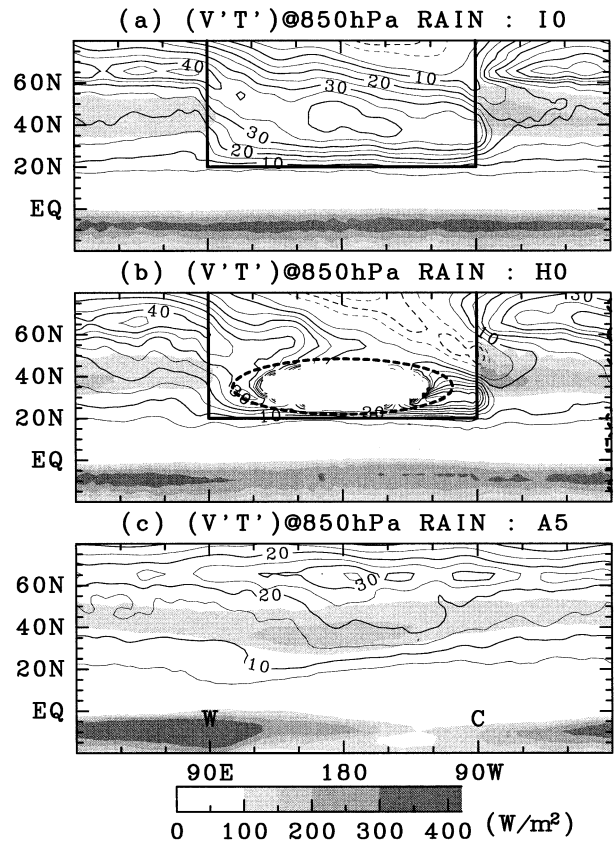 (a) (V'T')@850hPa RAIN : I0
60N
40N
20N
EQ
40
30
20
10
30
20
10
(b) (V'T')@850hPa RAIN : H0
60N
40N
20N
EQ
40
30
10
30
10
20
(c) (V'T')@850hPa RAIN : A5
60N
40N
20N
EQ
20
30
20
10
W
C
90E 180 90W
0 100 200 300 400 (W/m²)